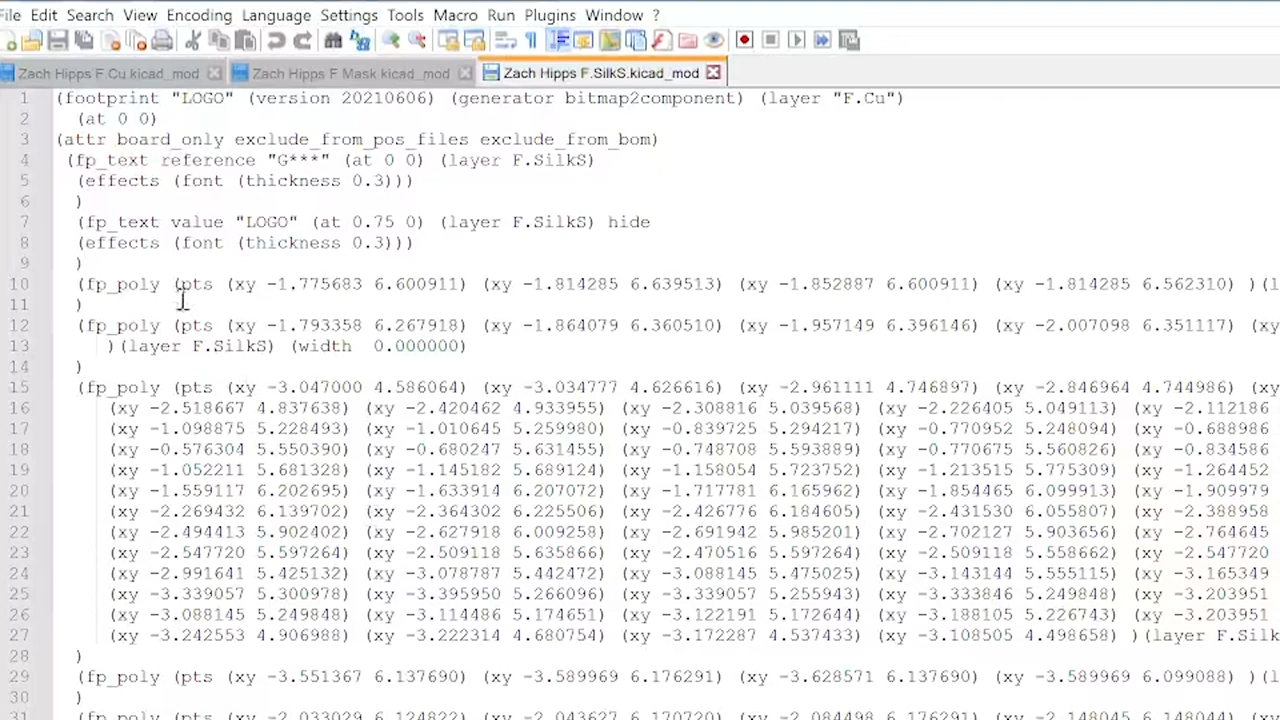 File Edit Search View Encoding Language Settings Tools Macro Run Plugins Window ?
Zach Hipps F.Cu.kicad_mod Zach Hipps F Mask kicad_mod Zach Hipps F.SilkS.kicad_mod
1 (footprint "LOGO" (version 20210606) (generator bitmap2component) (layer "F.Cu")
2 (at 0 0)
3 (attr board_only exclude_from_pos_files exclude_from_bom)
4 (fp_text reference "G***" (at 0 0) (layer F.SilkS)
5 (effects (font (thickness 0.3)))
6 )
7 (fp_text value "LOGO" (at 0.75 0) (layer F.SilkS) hide
8 (effects (font (thickness 0.3)))
9 )
10 (fp_poly (pts (xy -1.775683 6.600911) (xy -1.814285 6.639513) (xy -1.852887 6.600911) (xy -1.814285 6.562310) )(l
11 )
12 (fp_poly (pts (xy -1.793358 6.267918) (xy -1.864079 6.360510) (xy -1.957149 6.396146) (xy -2.007098 6.351117) (xy
13 )(layer F.SilkS) (width 0.000000)
14 )
15 (fp_poly (pts (xy -3.047000 4.586064) (xy -3.034777 4.626616) (xy -2.961111 4.746897) (xy -2.846964 4.744986) (xy
16 (xy -2.518667 4.837638) (xy -2.420462 4.933955) (xy -2.308816 5.039568) (xy -2.226405 5.049113) (xy -2.112186
17 (xy -1.098875 5.228493) (xy -1.010645 5.259980) (xy -0.839725 5.294217) (xy -0.770952 5.248094) (xy -0.688986
18 (xy -0.576304 5.550390) (xy -0.680247 5.631455) (xy -0.748708 5.593889) (xy -0.770675 5.560826) (xy -0.834586
19 (xy -1.052211 5.681328) (xy -1.145182 5.689124) (xy -1.158054 5.723752) (xy -1.213515 5.775309) (xy -1.264452
20 (xy -1.559117 6.202695) (xy -1.633914 6.207072) (xy -1.717781 6.165962) (xy -1.854465 6.099913) (xy -1.909979
21 (xy -2.269432 6.139702) (xy -2.364302 6.225506) (xy -2.426776 6.184605) (xy -2.431530 6.055807) (xy -2.388958
22 (xy -2.494413 5.902402) (xy -2.627918 6.009258) (xy -2.691942 5.985201) (xy -2.702127 5.903656) (xy -2.764645
23 (xy -2.547720 5.597264) (xy -2.509118 5.635866) (xy -2.470516 5.597264) (xy -2.509118 5.558662) (xy -2.547720
24 (xy -2.991641 5.425132) (xy -3.078787 5.442472) (xy -3.088145 5.475025) (xy -3.143144 5.555115) (xy -3.165349
25 (xy -3.339057 5.300978) (xy -3.395950 5.266096) (xy -3.339057 5.255943) (xy -3.333846 5.249848) (xy -3.203951
26 (xy -3.088145 5.249848) (xy -3.114486 5.174651) (xy -3.122191 5.172644) (xy -3.188105 5.226743) (xy -3.203951
27 (xy -3.242553 4.906988) (xy -3.222314 4.680754) (xy -3.172287 4.537433) (xy -3.108505 4.498658) )(layer F.Silk
28 )
29 (fp_poly (pts (xy -3.551367 6.137690) (xy -3.589969 6.176291) (xy -3.628571 6.137690) (xy -3.589969 6.099088) )(l
30 )
31 (fp_poly (pts (xy -2.033029 6.124822) (xy -2.043627 6.170720) (xy -2.084498 6.176291) (xy -2.148045 6.148044) (xy